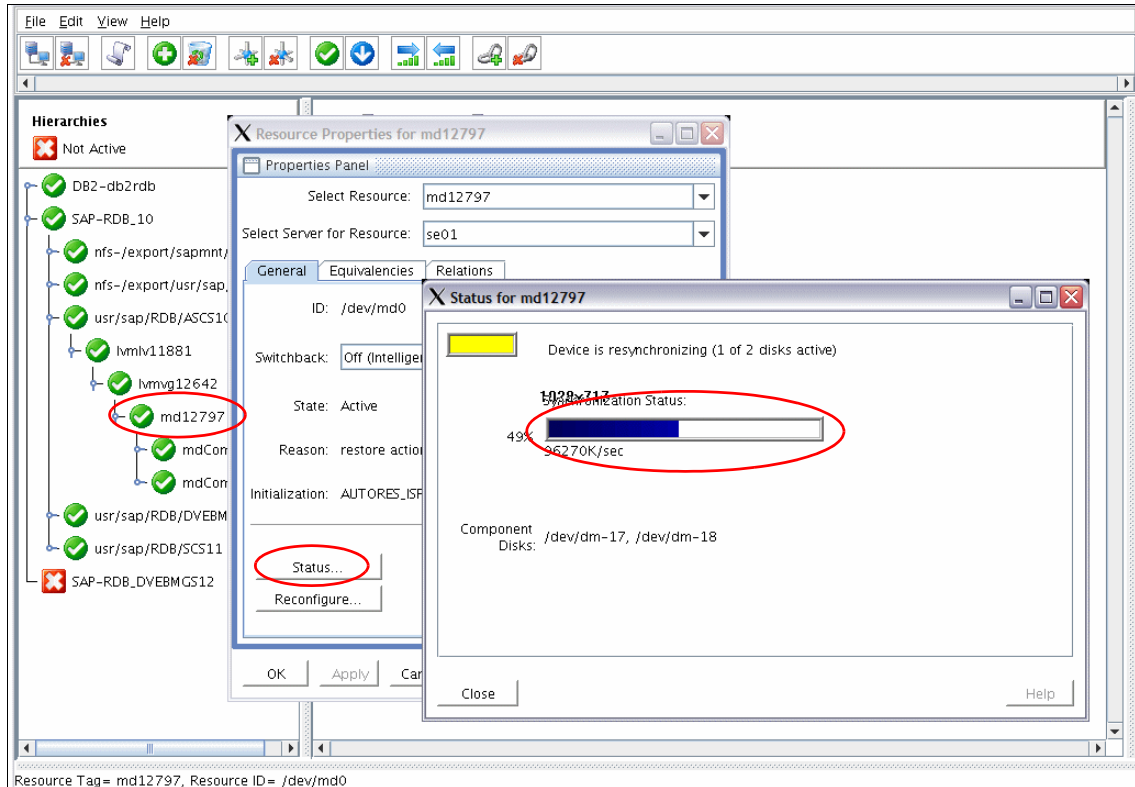 File Edit View Help
Hierarchies
Not Active
DB2-db2rdb
SAP-RDB_10
nfs-/export/sapmnt/
nfs-/export/usr/sap
usr/sap/RDB/ASCS10
lvmlv11881
lvmvg12642
md12797
mdCom
mdCom
usr/sap/RDB/DVEBM
usr/sap/RDB/SCS11
SAP-RDB_DVEBMGS12
Resource Properties for md12797
Properties Panel
Select Resource: md12797
Select Server for Resource: se01
General Equivalencies Relations
ID: /dev/md0
Switchback: Off (Intellige
State: Active
Reason: restore action
Initialization: AUTORES_ISP
Status...
Reconfigure...
OK Apply Can
Status for md12797
Device is resynchronizing (1 of 2 disks active)
1028x717
Synchronization Status:
49%
96270K/sec
Component Disks: /dev/dm-17, /dev/dm-18
Close Help
Resource Tag= md12797, Resource ID= /dev/md0